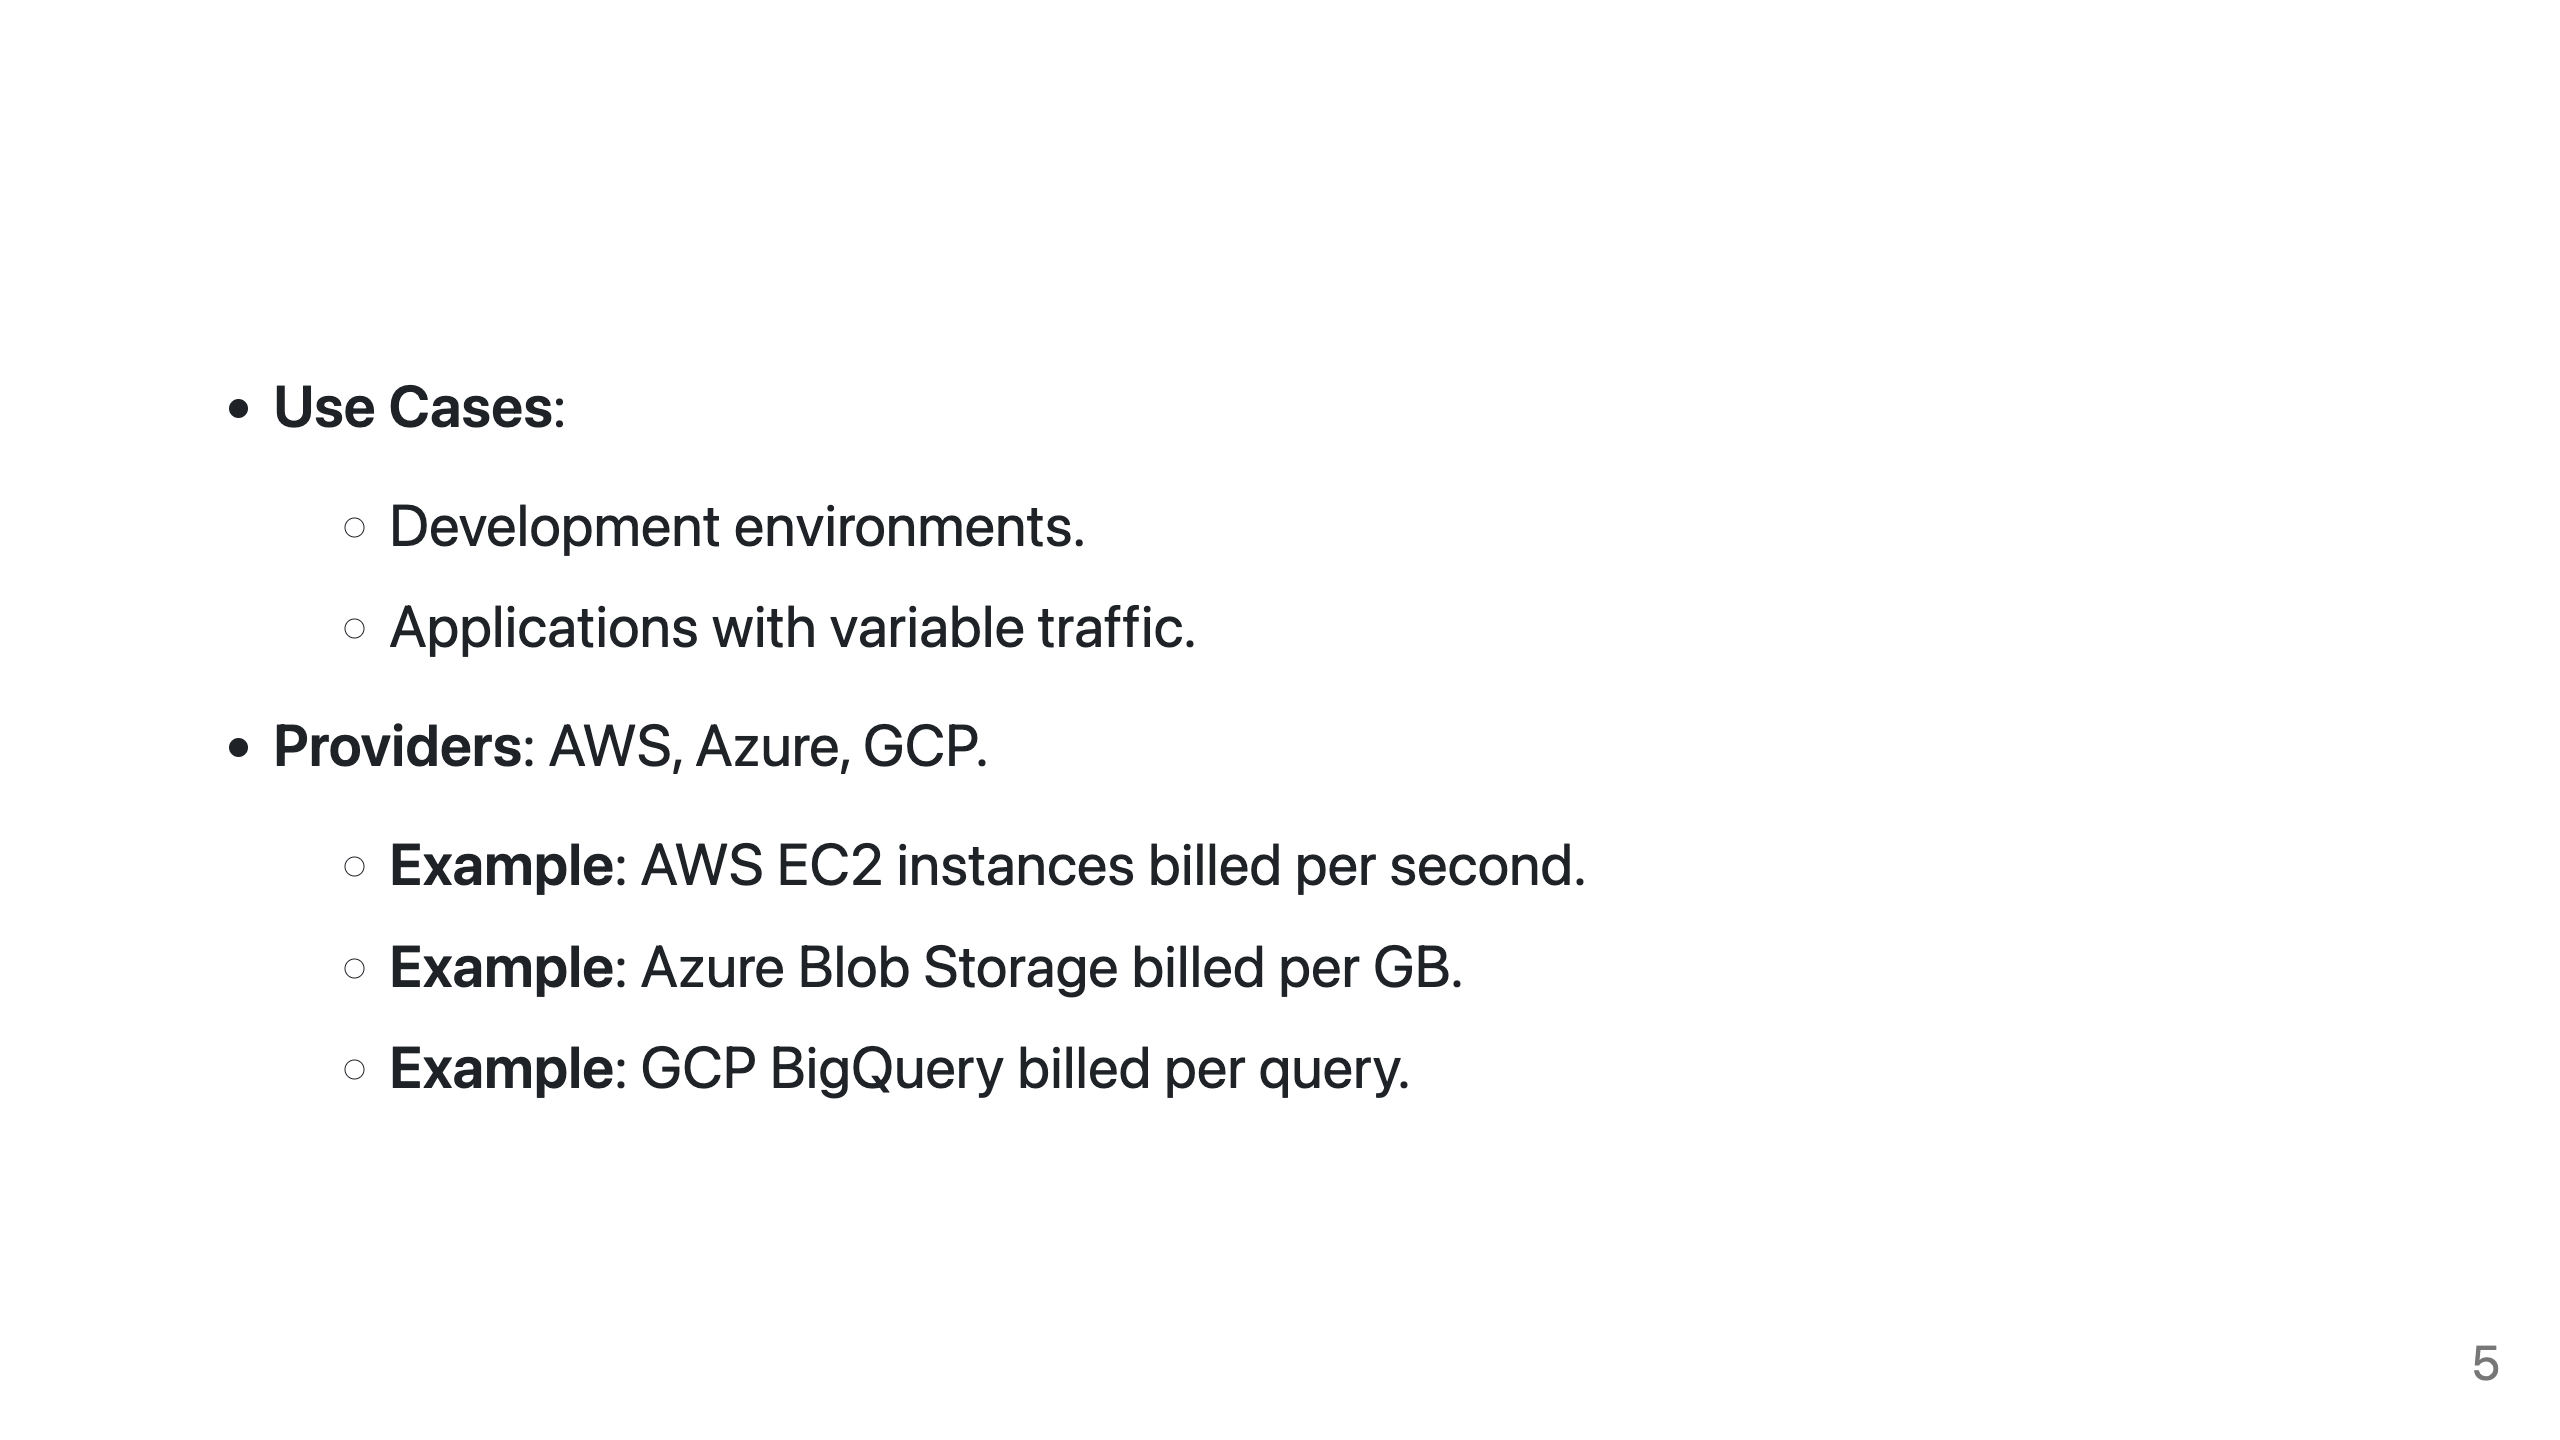 Use Cases:
Development environments.
Applications with variable traffic.
Providers: AWS, Azure, GCP.
Example: AWS EC2 instances billed per second.
Example: Azure Blob Storage billed per GB.
Example: GCP BigQuery billed per query.
5